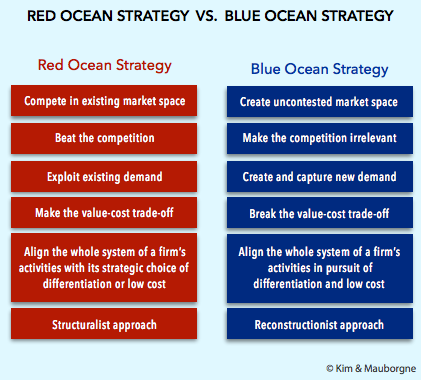 RED OCEAN STRATEGY VS. BLUE OCEAN STRATEGY
Red Ocean Strategy
Compete in existing market space
Beat the competition
Exploit existing demand
Make the value-cost trade-off
Align the whole system of a firm's
activities with its strategic choice of
differentiation or low cost
Structuralist approach
Blue Ocean Strategy
Create uncontested market space
Make the competition irrelevant
Create and capture new demand
Break the value-cost trade-off
Align the whole system of a firm's
activities in pursuit of
differentiation and low cost
Reconstructionist approach
© Kim & Mauborgne